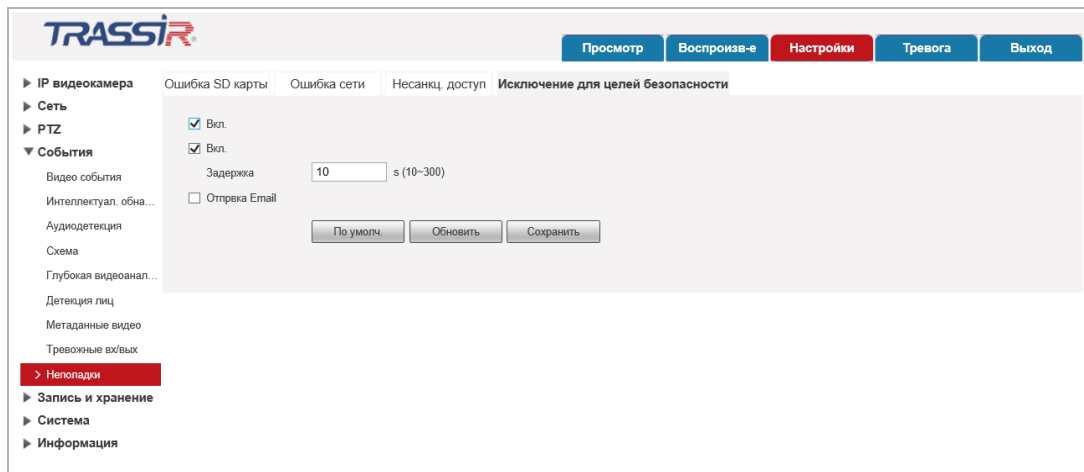 TRASSIR
Просмотр
Воспроизв-е
Настройки
Тревога
Выход
IP видеокамера
Сеть
PTZ
События
Видео события
Интеллектуал. обна...
Аудиодетекция
Схема
Глубокая видеоанал...
Детекция лиц
Метаданные видео
Тревожные вх/вых
> Неполадки
Запись и хранение
Система
Информация
Ошибка SD карты
Ошибка сети
Несанкц. доступ
Исключение для целей безопасности
Вкл.
Вкл.
Задержка 10 s (10~300)
Отпрвка Email
По умолч.
Обновить
Сохранить